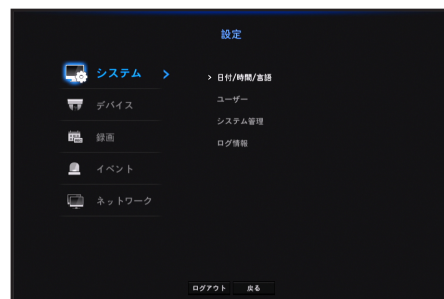 設定
システム >
> 日付/時間/言語
デバイス
ユーザー
システム管理
録画
ログ情報
イベント
ネットワーク
ログアウト 戻る